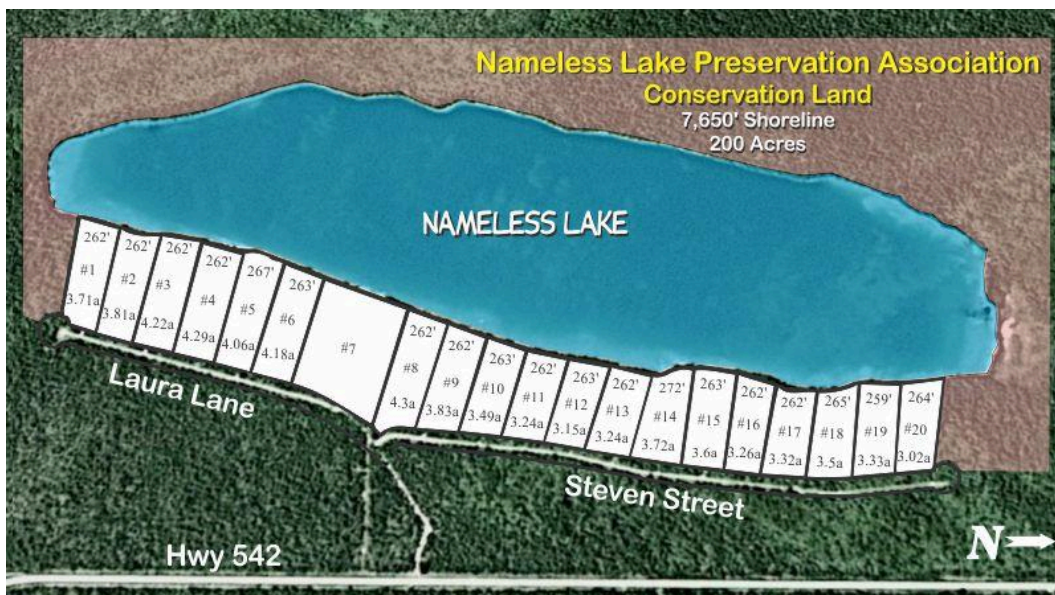 Nameless Lake Preservation Association
Conservation Land
7,650' Shoreline
200 Acres
NAMELESS LAKE
262'
#1
3.71a
262'
#2
3.81a
262'
#3
4.22a
262'
#4
4.29a
267'
#5
4.06a
263'
#6
4.18a
#7
262'
#8
4.3a
262'
#9
3.83a
263'
#10
3.49a
262'
#11
3.24a
263'
#12
3.15a
262'
#13
3.24a
272'
#14
3.72a
263'
#15
3.6a
262'
#16
3.26a
262'
#17
3.32a
265'
#18
3.5a
259'
#19
3.33a
264'
#20
3.02a
Laura Lane
Steven Street
Hwy 542
N